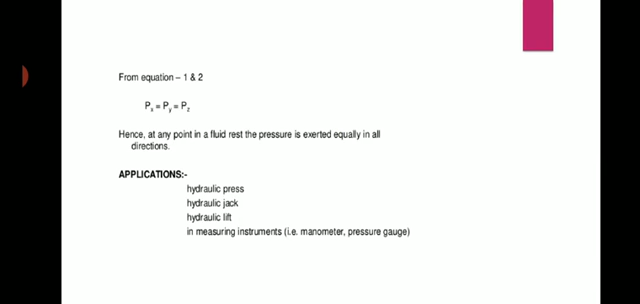 From equation – 1 & 2
Px = Py = Pz
Hence, at any point in a fluid rest the pressure is exerted equally in all
directions.
APPLICATIONS:-
hydraulic press
hydraulic jack
hydraulic lift
in measuring instruments (i.e. manometer, pressure gauge)